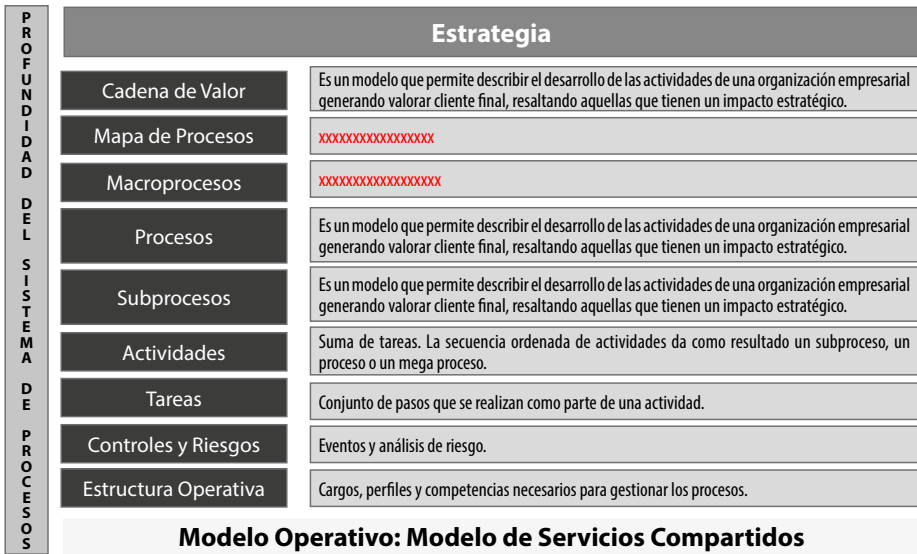 PROFUNDIDAD DEL SISTEMA DE PROCESOS
Estrategia
Cadena de Valor
Es un modelo que permite describir el desarrollo de las actividades de una organización empresarial
generando valorar cliente final, resaltando aquellas que tienen un impacto estratégico.
Mapa de Procesos
xxxxxxxxxxxxxxxxx
Macroprocesos
xxxxxxxxxxxxxxxxxx
Procesos
Es un modelo que permite describir el desarrollo de las actividades de una organización empresarial
generando valorar cliente final, resaltando aquellas que tienen un impacto estratégico.
Subprocesos
Es un modelo que permite describir el desarrollo de las actividades de una organización empresarial
generando valorar cliente final, resaltando aquellas que tienen un impacto estratégico.
Actividades
Suma de tareas. La secuencia ordenada de actividades da como resultado un subproceso, un
proceso o un mega proceso.
Tareas
Conjunto de pasos que se realizan como parte de una actividad.
Controles y Riesgos
Eventos y análisis de riesgo.
Estructura Operativa
Cargos, perfiles y competencias necesarios para gestionar los procesos.
Modelo Operativo: Modelo de Servicios Compartidos